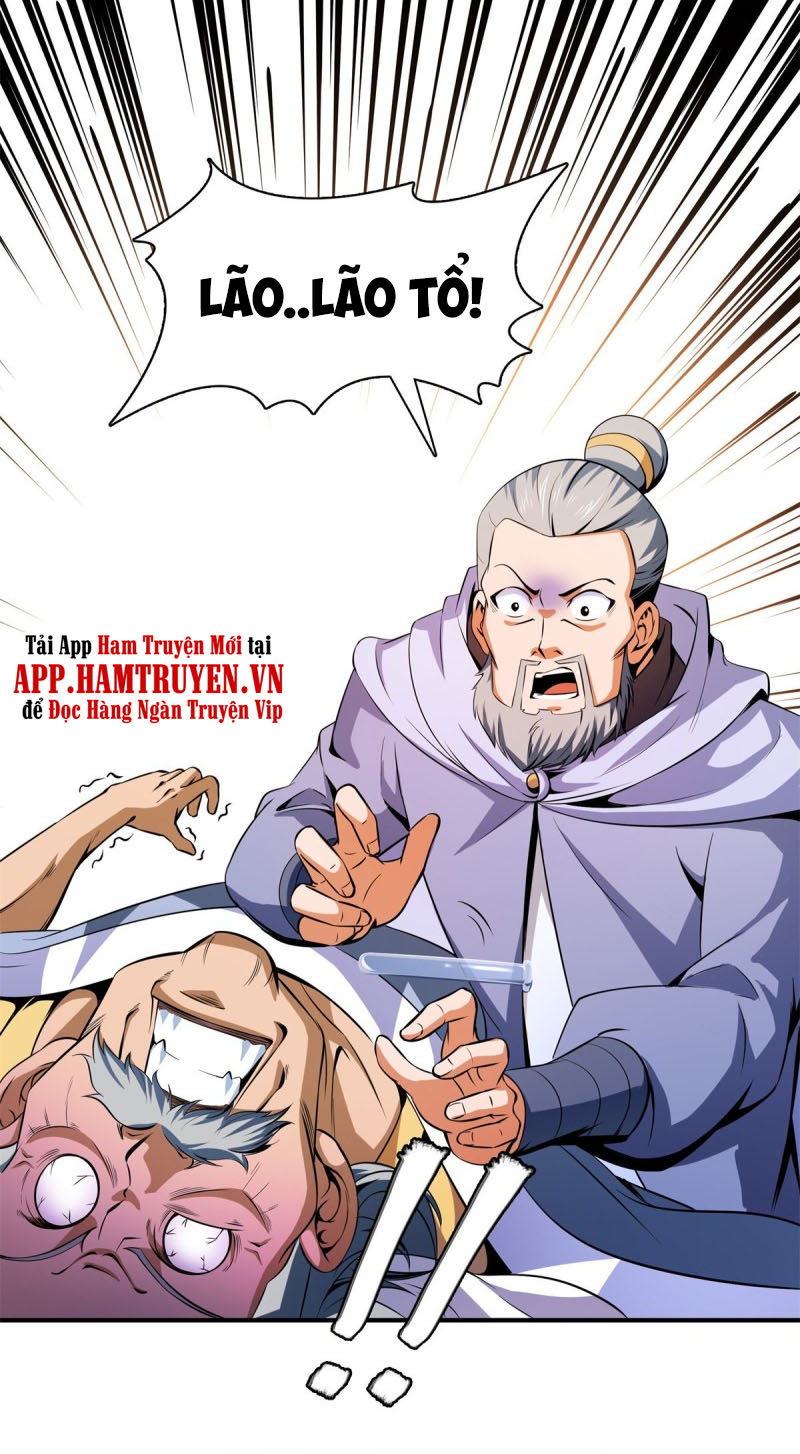 LÃO..LÃO TỔ!
Tải App Ham Truyện Mới tại
APP.HAMTRUYEN.VN
để Đọc Hàng Ngàn Truyện Vip
!!